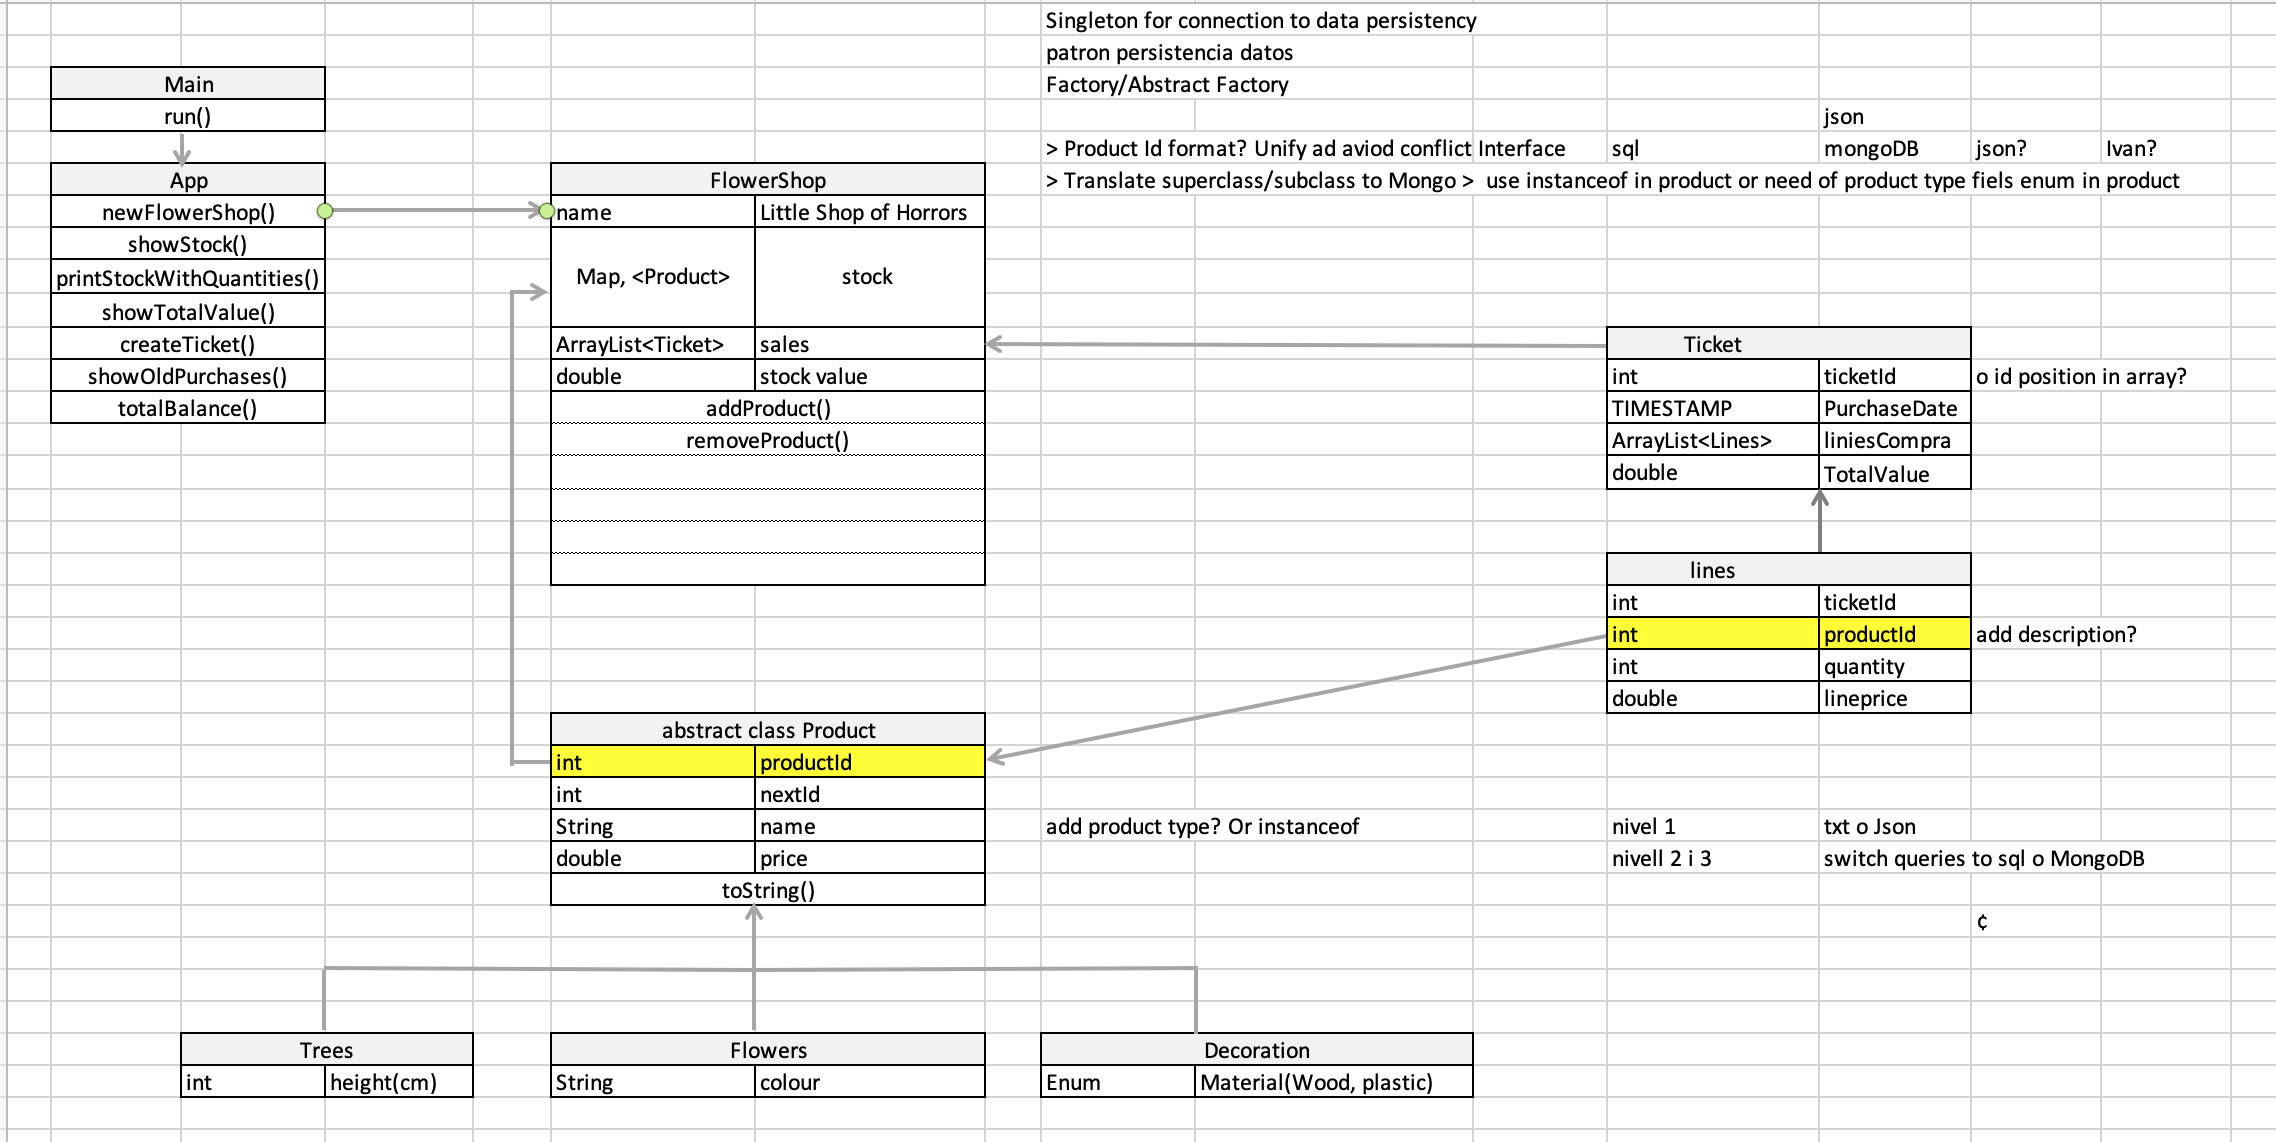 Singleton for connection to data persistency
patron persistencia datos
Factory/Abstract Factory
Main
run()
json
> Product Id format? Unify ad aviod conflict Interface sql mongoDB json? Ivan?
> Translate superclass/subclass to Mongo > use instanceof in product or need of product type fiels enum in product
App
newFlowerShop()
showStock()
printStockWithQuantities()
showTotalValue()
createTicket()
showOldPurchases()
totalBalance()
FlowerShop
name Little Shop of Horrors
Map, <Product> stock
ArrayList<Ticket> sales
double stock value
addProduct()
removeProduct()
Ticket
int ticketId o id position in array?
TIMESTAMP PurchaseDate
ArrayList<Lines> liniesCompra
double TotalValue
lines
int ticketId
int productId add description?
int quantity
double lineprice
abstract class Product
int productId
int nextId
String name add product type? Or instanceof
double price
toString()
nivel 1 txt o Json
nivell 2 i 3 switch queries to sql o MongoDB
¢
Trees
int height(cm)
Flowers
String colour
Decoration
Enum Material(Wood, plastic)